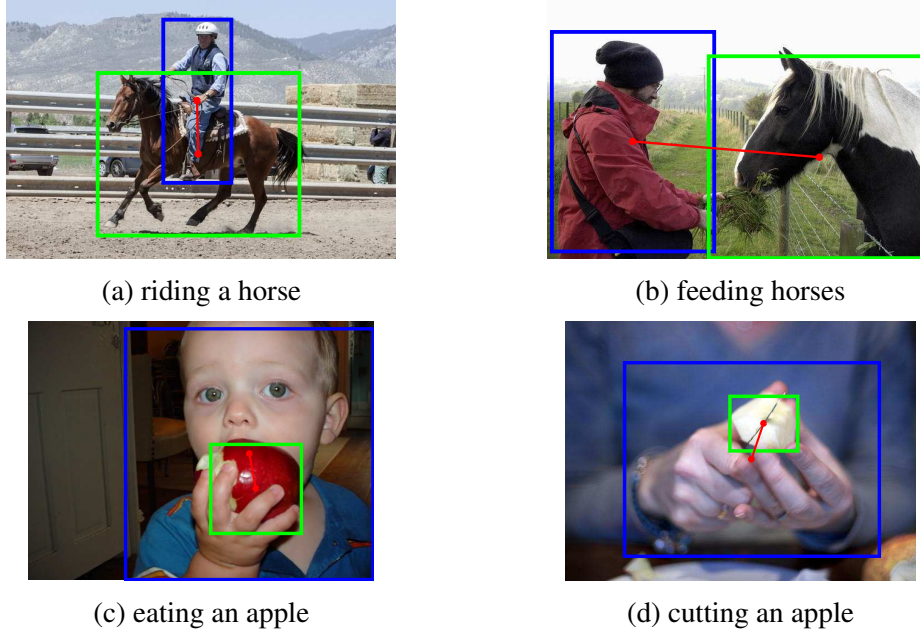 (a) riding a horse
(b) feeding horses
(c) eating an apple
(d) cutting an apple